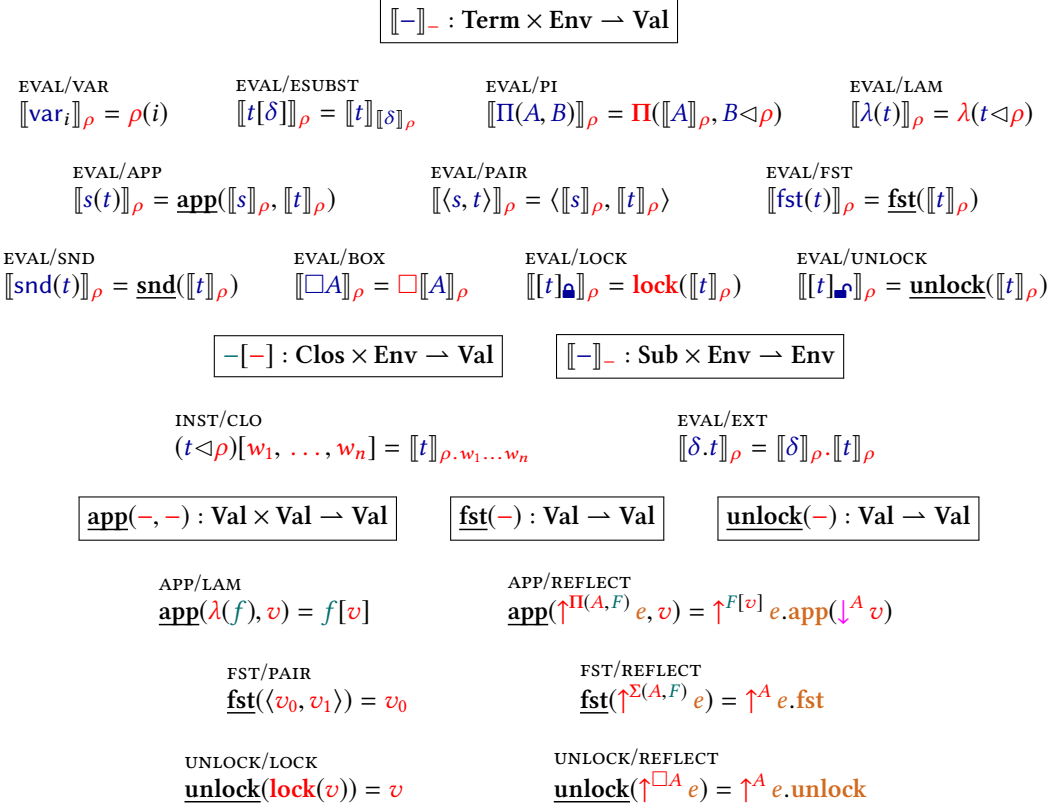 ⟦−⟧₋ : Term × Env ⇀ Val
EVAL/VAR EVAL/ESUBST EVAL/PI EVAL/LAM
⟦varᵢ⟧ρ = ρ(i) ⟦t[δ]⟧ρ = ⟦t⟧⟦δ⟧ρ ⟦Π(A, B)⟧ρ = Π(⟦A⟧ρ, B◁ρ) ⟦λ(t)⟧ρ = λ(t◁ρ)
EVAL/APP EVAL/PAIR EVAL/FST
⟦s(t)⟧ρ = app(⟦s⟧ρ, ⟦t⟧ρ) ⟦⟨s, t⟩⟧ρ = ⟨⟦s⟧ρ, ⟦t⟧ρ⟩ ⟦fst(t)⟧ρ = fst(⟦t⟧ρ)
EVAL/SND EVAL/BOX EVAL/LOCK EVAL/UNLOCK
⟦snd(t)⟧ρ = snd(⟦t⟧ρ) ⟦□A⟧ρ = □⟦A⟧ρ ⟦[t]🔒⟧ρ = lock(⟦t⟧ρ) ⟦[t]🔓⟧ρ = unlock(⟦t⟧ρ)
−[−] : Clos × Env ⇀ Val ⟦−⟧₋ : Sub × Env ⇀ Env
INST/CLO EVAL/EXT
(t◁ρ)[w₁, … , wₙ] = ⟦t⟧ρ.w₁…wₙ ⟦δ.t⟧ρ = ⟦δ⟧ρ.⟦t⟧ρ
app(−, −) : Val × Val ⇀ Val fst(−) : Val ⇀ Val unlock(−) : Val ⇀ Val
APP/LAM APP/REFLECT
app(λ(f), v) = f[v] app(↑^Π(A,F) e, v) = ↑^F[v] e.app(↓^A v)
FST/PAIR FST/REFLECT
fst(⟨v₀, v₁⟩) = v₀ fst(↑^Σ(A,F) e) = ↑^A e.fst
UNLOCK/LOCK UNLOCK/REFLECT
unlock(lock(v)) = v unlock(↑^□A e) = ↑^A e.unlock